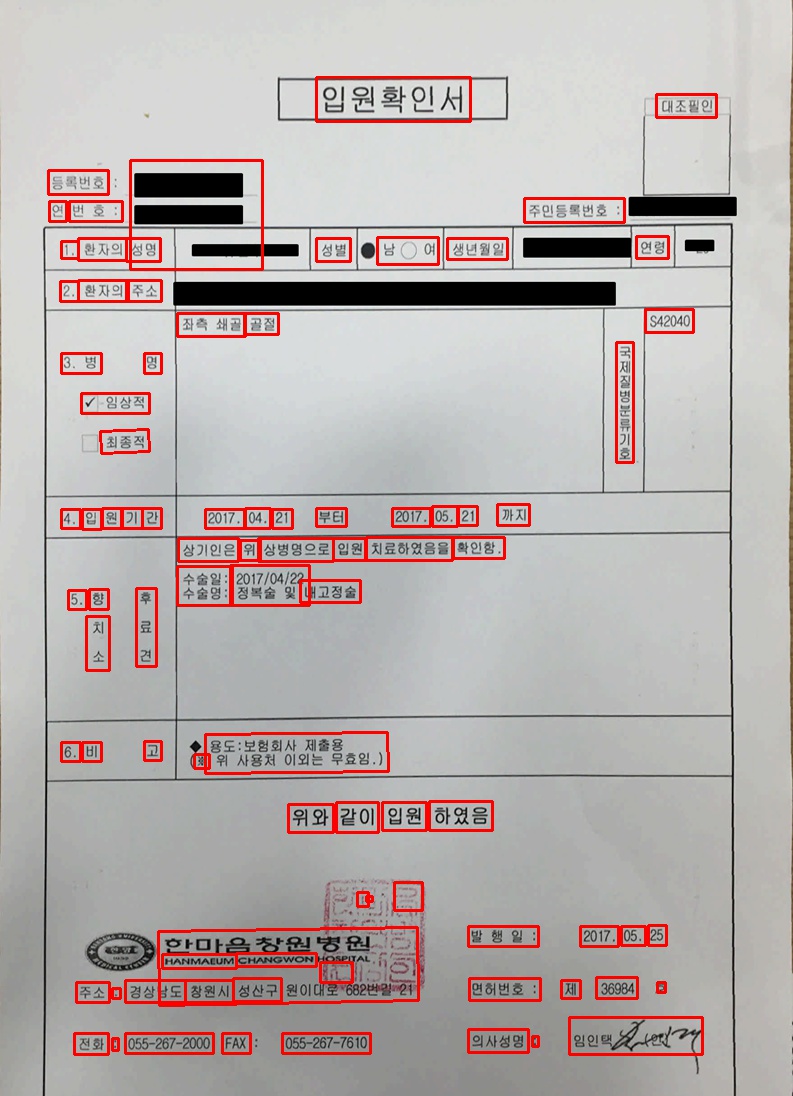 입원확인서
대조필인
등록번호 :
연 번 호 :
주민등록번호 :
1. 환자의 성명 성별 남 여 생년월일 연령
2. 환자의 주소
3. 병 명 좌측 쇄골 골절 국제질병분류기호 S42040
✓ 임상적
최종적
4. 입 원 기 간 2017. 04. 21 부터 2017. 05. 21 까지
5. 향 후 치 료 소 견
상기인은 위 상병명으로 입원 치료하였음을 확인함.
수술일: 2017/04/22
수술명: 정복술 및 내고정술
6. 비 고 ◆ 용도:보험회사 제출용
(※ 위 사용처 이외는 무효임.)
위와 같이 입원 하였음
한마음창원병원
HANMAEUM CHANGWON HOSPITAL
발 행 일 : 2017. 05. 25
주소 : 경상남도 창원시 성산구 원이대로 682번길 21
면허번호 : 제 36984 호
전화 : 055-267-2000 FAX : 055-267-7610
의사성명 : 임인택